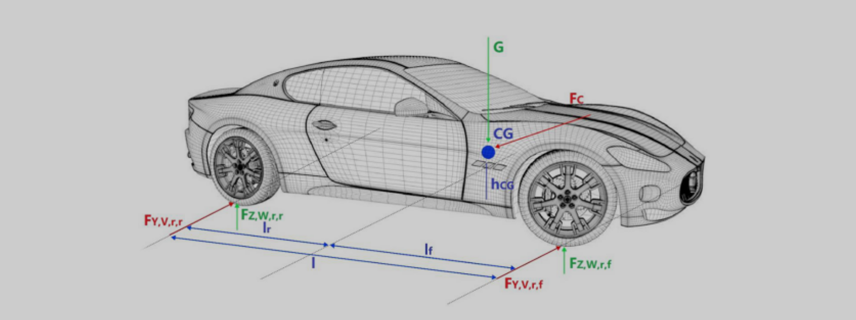 G
Fc
CG
hCG
FY,V,r,r
FZ,W,r,r
lr
lf
l
FZ,W,r,f
FY,V,r,f